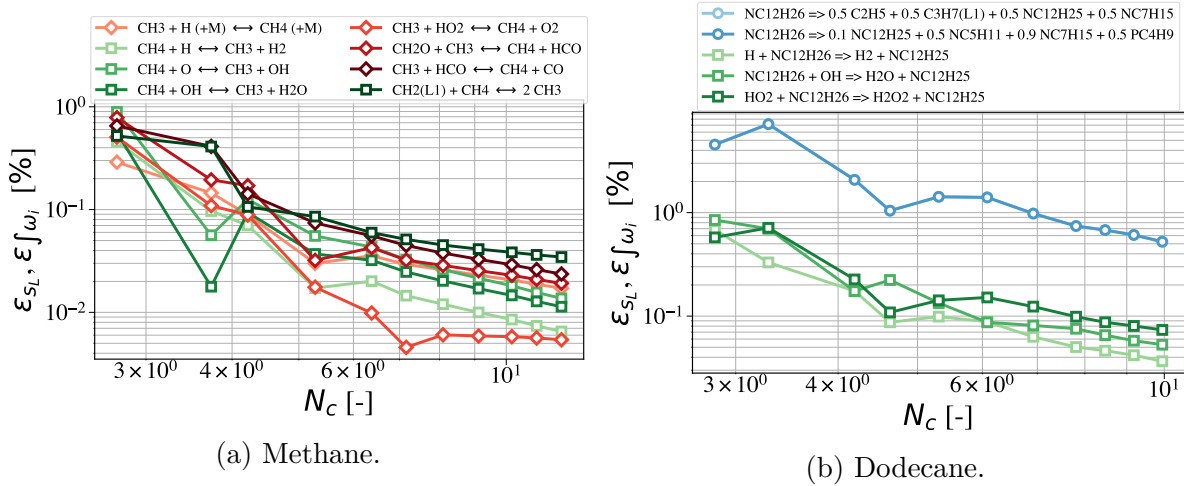 CH3 + H (+M) ⟷ CH4 (+M)
CH4 + H ⟷ CH3 + H2
CH4 + O ⟷ CH3 + OH
CH4 + OH ⟷ CH3 + H2O
CH3 + HO2 ⟷ CH4 + O2
CH2O + CH3 ⟷ CH4 + HCO
CH3 + HCO ⟷ CH4 + CO
CH2(L1) + CH4 ⟷ 2 CH3
10⁰
10⁻¹
10⁻²
ε_{s_L}, ε∫ω_i [%]
3 × 10⁰ 4 × 10⁰ 6 × 10⁰ 10¹
N_c [-]
(a) Methane.
NC12H26 => 0.5 C2H5 + 0.5 C3H7(L1) + 0.5 NC12H25 + 0.5 NC7H15
NC12H26 => 0.1 NC12H25 + 0.5 NC5H11 + 0.9 NC7H15 + 0.5 PC4H9
H + NC12H26 => H2 + NC12H25
NC12H26 + OH => H2O + NC12H25
HO2 + NC12H26 => H2O2 + NC12H25
10⁰
10⁻¹
ε_{s_L}, ε∫ω_i [%]
3 × 10⁰ 4 × 10⁰ 6 × 10⁰ 10¹
N_c [-]
(b) Dodecane.